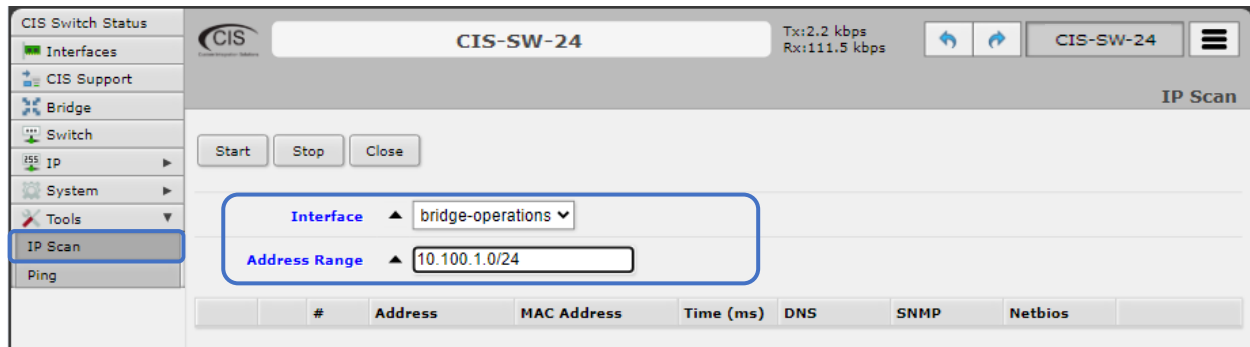 CIS Switch Status
Interfaces
CIS Support
Bridge
Switch
IP
System
Tools
IP Scan
Ping
CIS
CIS-SW-24
Tx:2.2 kbps
Rx:111.5 kbps
CIS-SW-24
IP Scan
Start Stop Close
Interface bridge-operations
Address Range 10.100.1.0/24
# Address MAC Address Time (ms) DNS SNMP Netbios